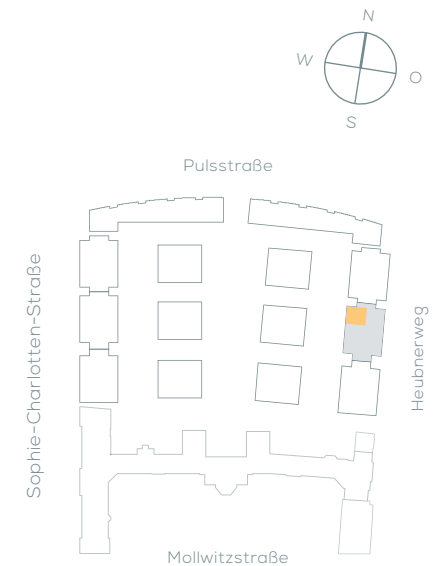 N
W
O
S
Pulsstraße
Sophie-Charlotten-Straße
Heubnerweg
Mollwitzstraße